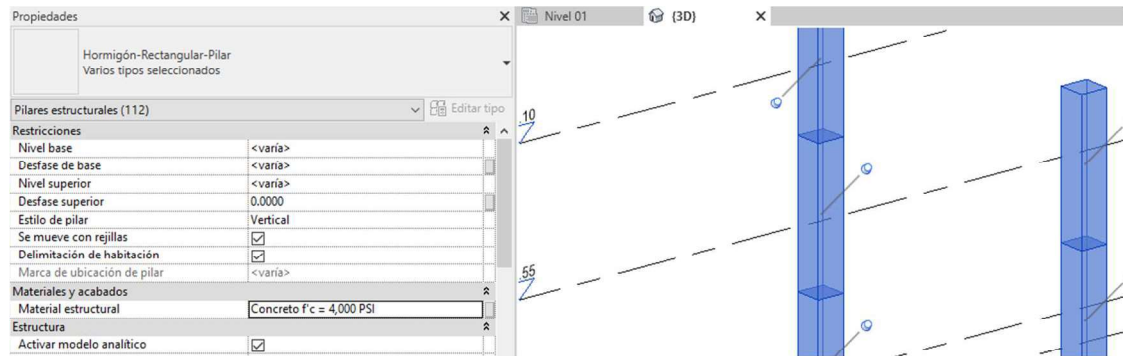 Propiedades
Hormigón-Rectangular-Pilar
Varios tipos seleccionados
Pilares estructurales (112)
Editar tipo
Restricciones
Nivel base <varía>
Desfase de base <varía>
Nivel superior <varía>
Desfase superior 0.0000
Estilo de pilar Vertical
Se mueve con rejillas
Delimitación de habitación
Marca de ubicación de pilar <varía>
Materiales y acabados
Material estructural Concreto f'c = 4,000 PSI
Estructura
Activar modelo analítico
Nivel 01
{3D}
.10
.55